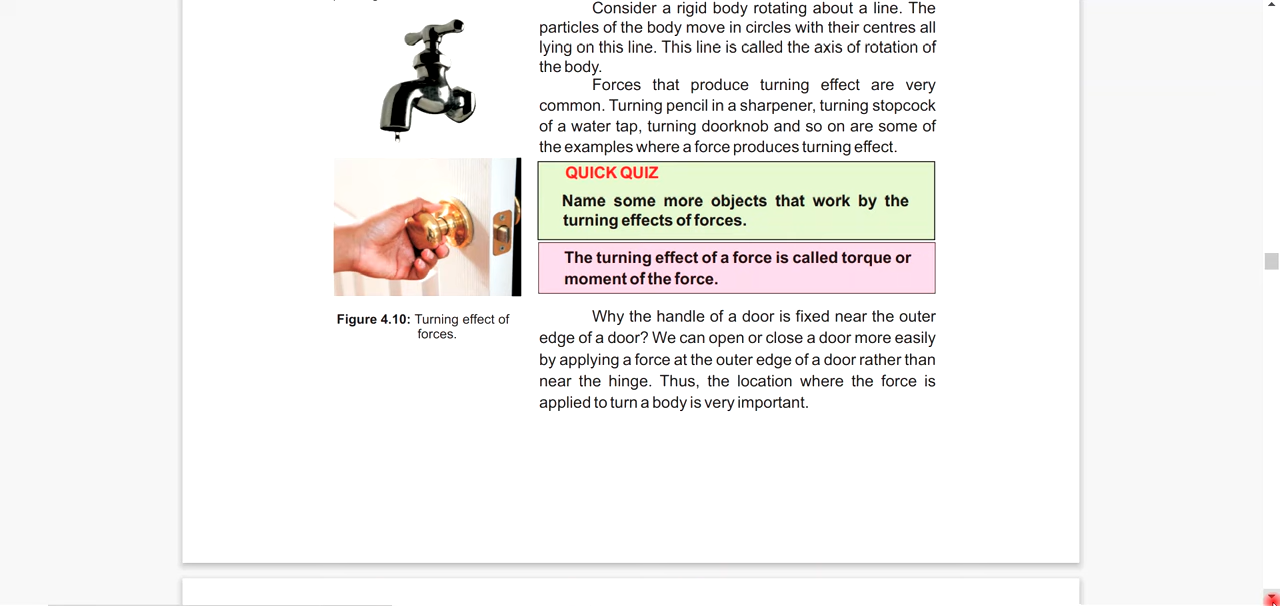 Consider a rigid body rotating about a line. The
particles of the body move in circles with their centres all
lying on this line. This line is called the axis of rotation of
the body.
Forces that produce turning effect are very
common. Turning pencil in a sharpener, turning stopcock
of a water tap, turning doorknob and so on are some of
the examples where a force produces turning effect.
QUICK QUIZ
Name some more objects that work by the
turning effects of forces.
The turning effect of a force is called torque or
moment of the force.
Figure 4.10: Turning effect of
forces.
Why the handle of a door is fixed near the outer
edge of a door? We can open or close a door more easily
by applying a force at the outer edge of a door rather than
near the hinge. Thus, the location where the force is
applied to turn a body is very important.